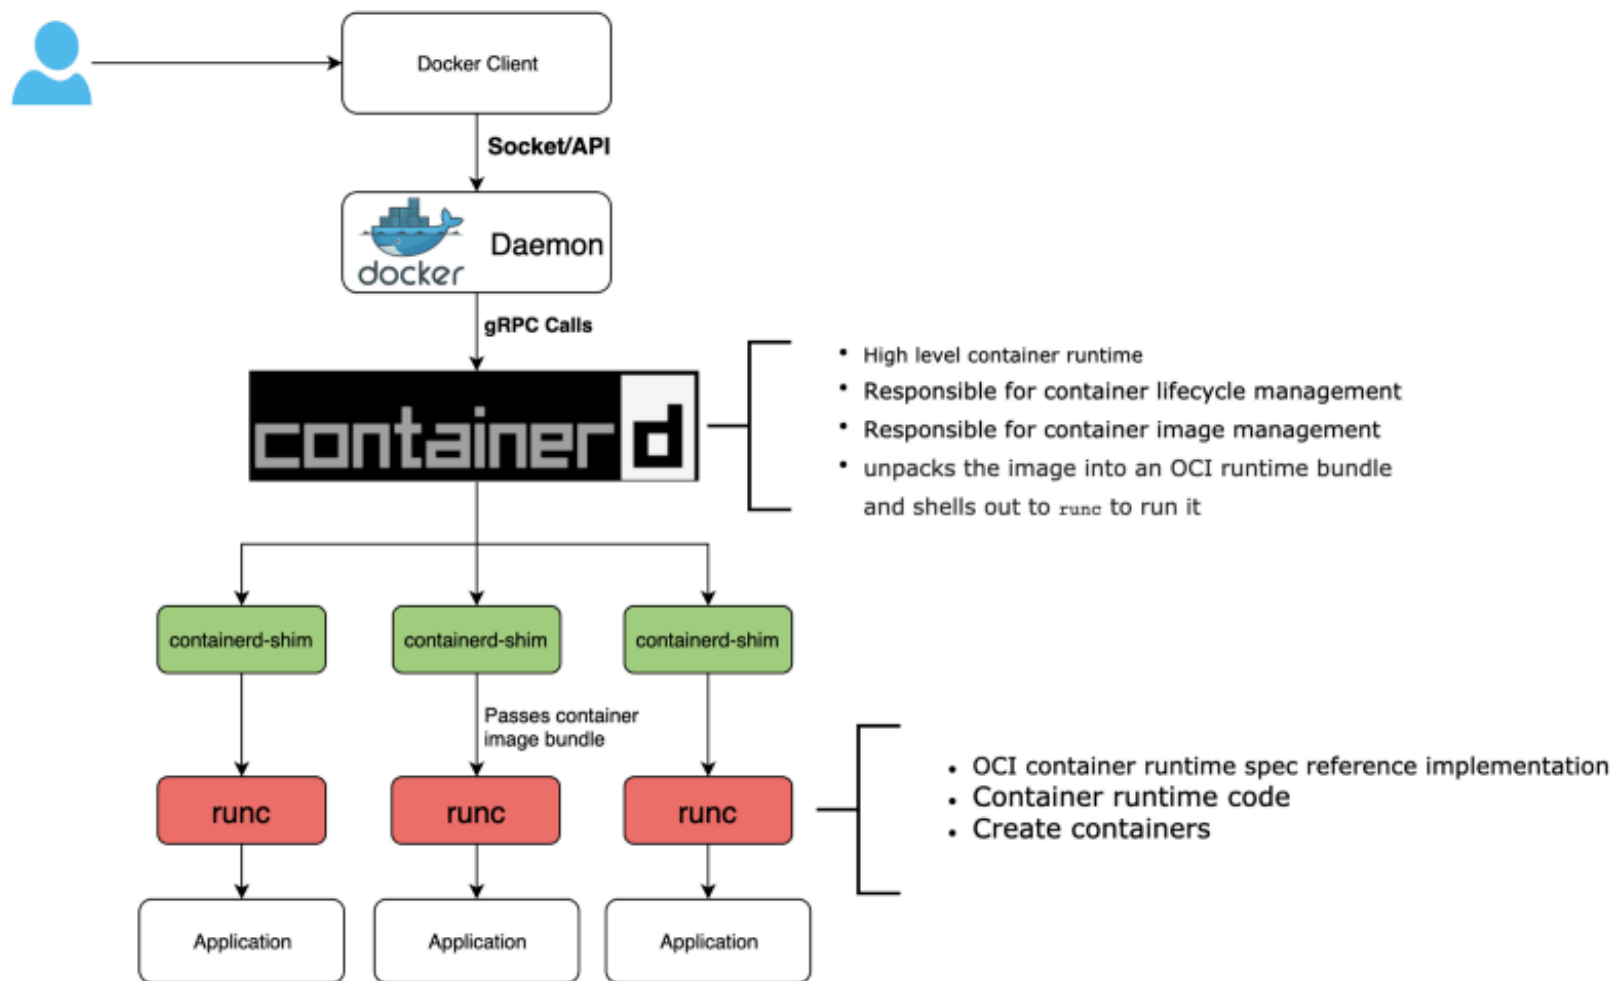 Docker Client
Socket/API
docker
Daemon
gRPC Calls
containerd
• High level container runtime
• Responsible for container lifecycle management
• Responsible for container image management
• unpacks the image into an OCI runtime bundle
and shells out to runc to run it
containerd-shim
containerd-shim
containerd-shim
Passes container
image bundle
runc
runc
runc
• OCI container runtime spec reference implementation
• Container runtime code
• Create containers
Application
Application
Application